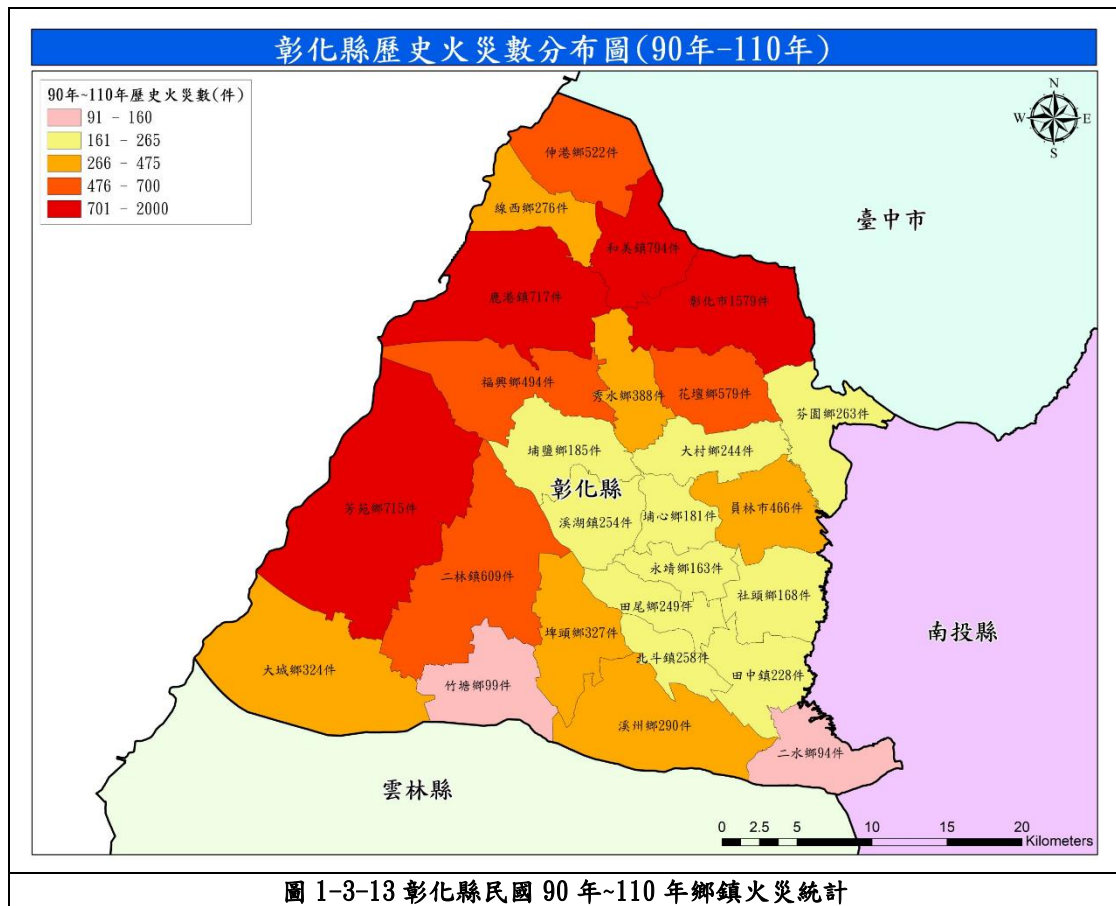 彰化縣歷史火災數分布圖(90年-110年)
90年~110年歷史火災數(件)
91 - 160
161 - 265
266 - 475
476 - 700
701 - 2000
N
W
E
S
伸港鄉522件
線西鄉276件
和美鎮794件
臺中市
鹿港鎮717件
彰化市1579件
福興鄉494件
秀水鄉388件
花壇鄉579件
芬園鄉263件
埔鹽鄉185件
大村鄉244件
彰化縣
芳苑鄉715件
溪湖鎮254件
埔心鄉181件
員林市466件
永靖鄉163件
二林鎮609件
田尾鄉249件
社頭鄉168件
埤頭鄉327件
南投縣
北斗鎮258件
大城鄉324件
田中鎮228件
竹塘鄉99件
溪州鄉290件
二水鄉94件
雲林縣
0 2.5 5 10 15 20
Kilometers
圖 1-3-13 彰化縣民國 90 年~110 年鄉鎮火災統計